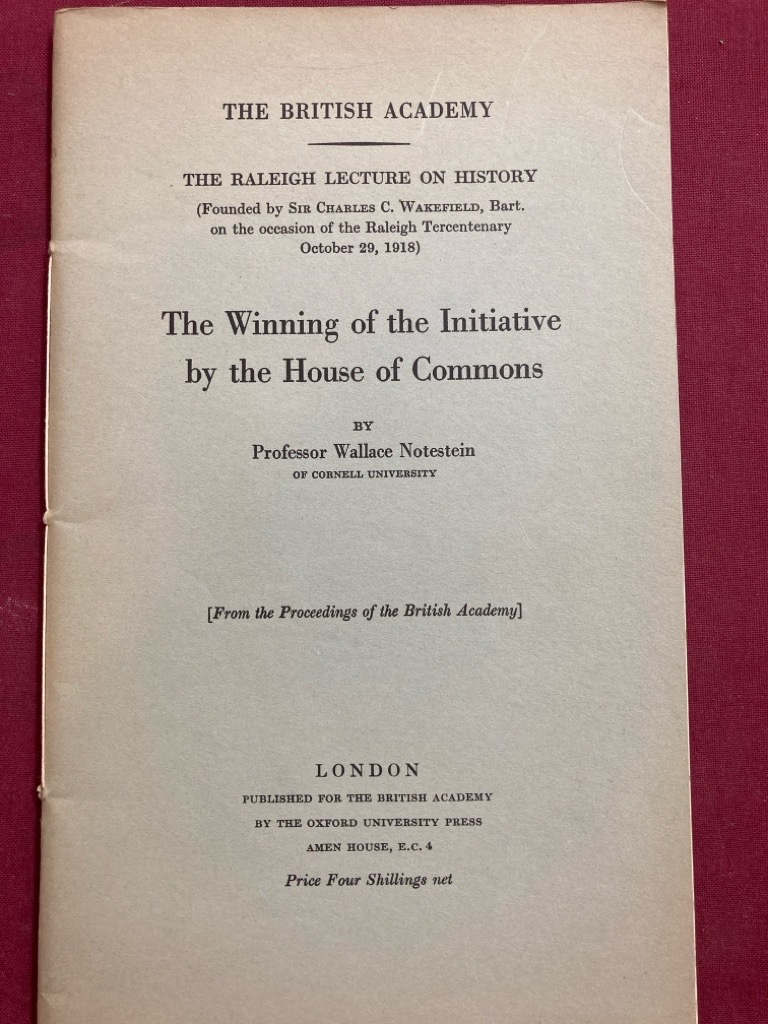 THE BRITISH ACADEMY
THE RALEIGH LECTURE ON HISTORY
(Founded by SIR CHARLES C. WAKEFIELD, Bart.
on the occasion of the Raleigh Tercentenary
October 29, 1918)
The Winning of the Initiative
by the House of Commons
BY
Professor Wallace Notestein
OF CORNELL UNIVERSITY
[From the Proceedings of the British Academy]
LONDON
PUBLISHED FOR THE BRITISH ACADEMY
BY THE OXFORD UNIVERSITY PRESS
AMEN HOUSE, E.C. 4
Price Four Shillings net